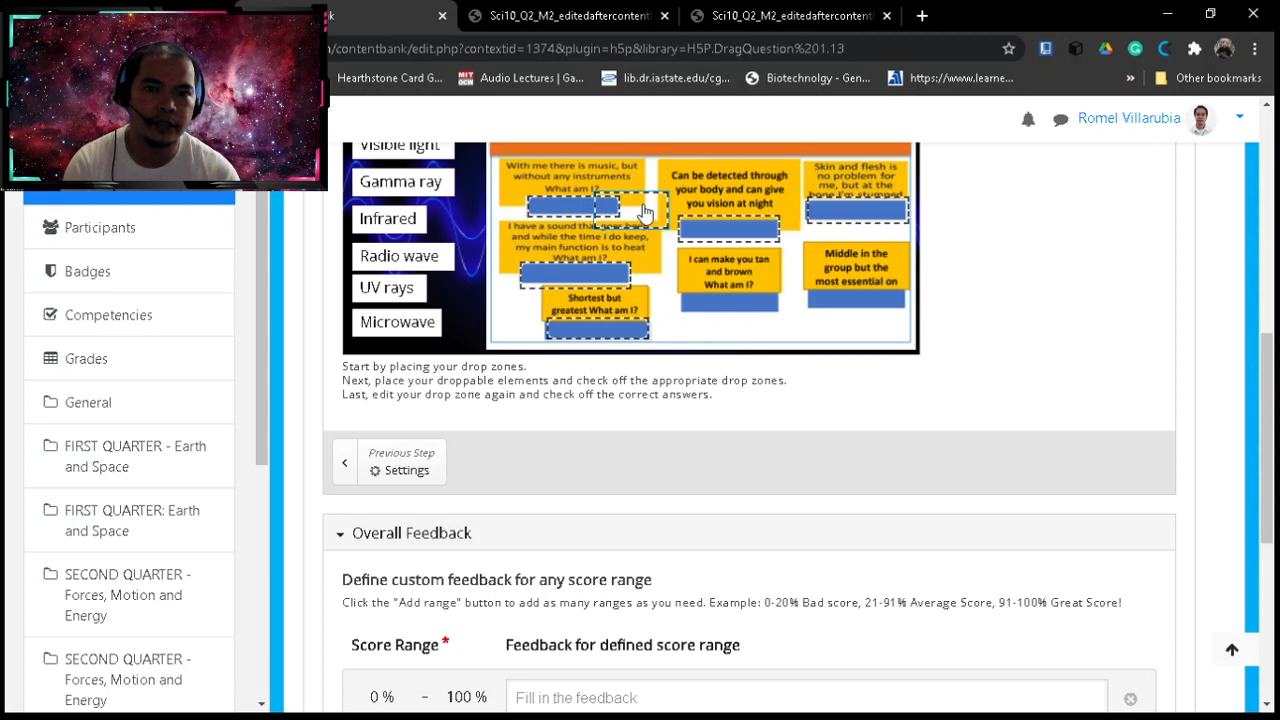 Sci10_Q2_M2_editedaftercontent
Sci10_Q2_M2_editedaftercontent
/contentbank/edit.php?contextid=1374&plugin=h5p&library=H5P.DragQuestion%201.13
Hearthstone Card G...
MIT OCW
Audio Lectures | Ga...
lib.dr.iastate.edu/cg...
Biotechnolgy - Gen...
https://www.learne...
»
Other bookmarks
Romel Villarubia
Participants
Badges
Competencies
Grades
General
FIRST QUARTER - Earth
and Space
FIRST QUARTER: Earth
and Space
SECOND QUARTER -
Forces, Motion and
Energy
SECOND QUARTER -
Forces, Motion and
Energy
Visible light
Gamma ray
Infrared
Radio wave
UV rays
Microwave
With me there is music, but
without any instruments
What am I?
I have a sound
and while the time I do keep,
my main function is to heat
What am I?
Shortest but
greatest What am I?
Can be detected through
your body and can give
you vision at night
I can make you tan
and brown
What am I?
Skin and flesh is
no problem for
me, but at the
bone I'm stumped
Middle in the
group but the
most essential on
Start by placing your drop zones.
Next, place your droppable elements and check off the appropriate drop zones.
Last, edit your drop zone again and check off the correct answers.
Previous Step
Settings
Overall Feedback
Define custom feedback for any score range
Click the "Add range" button to add as many ranges as you need. Example: 0-20% Bad score, 21-91% Average Score, 91-100% Great Score!
Score Range *
Feedback for defined score range
0 % – 100 %
Fill in the feedback